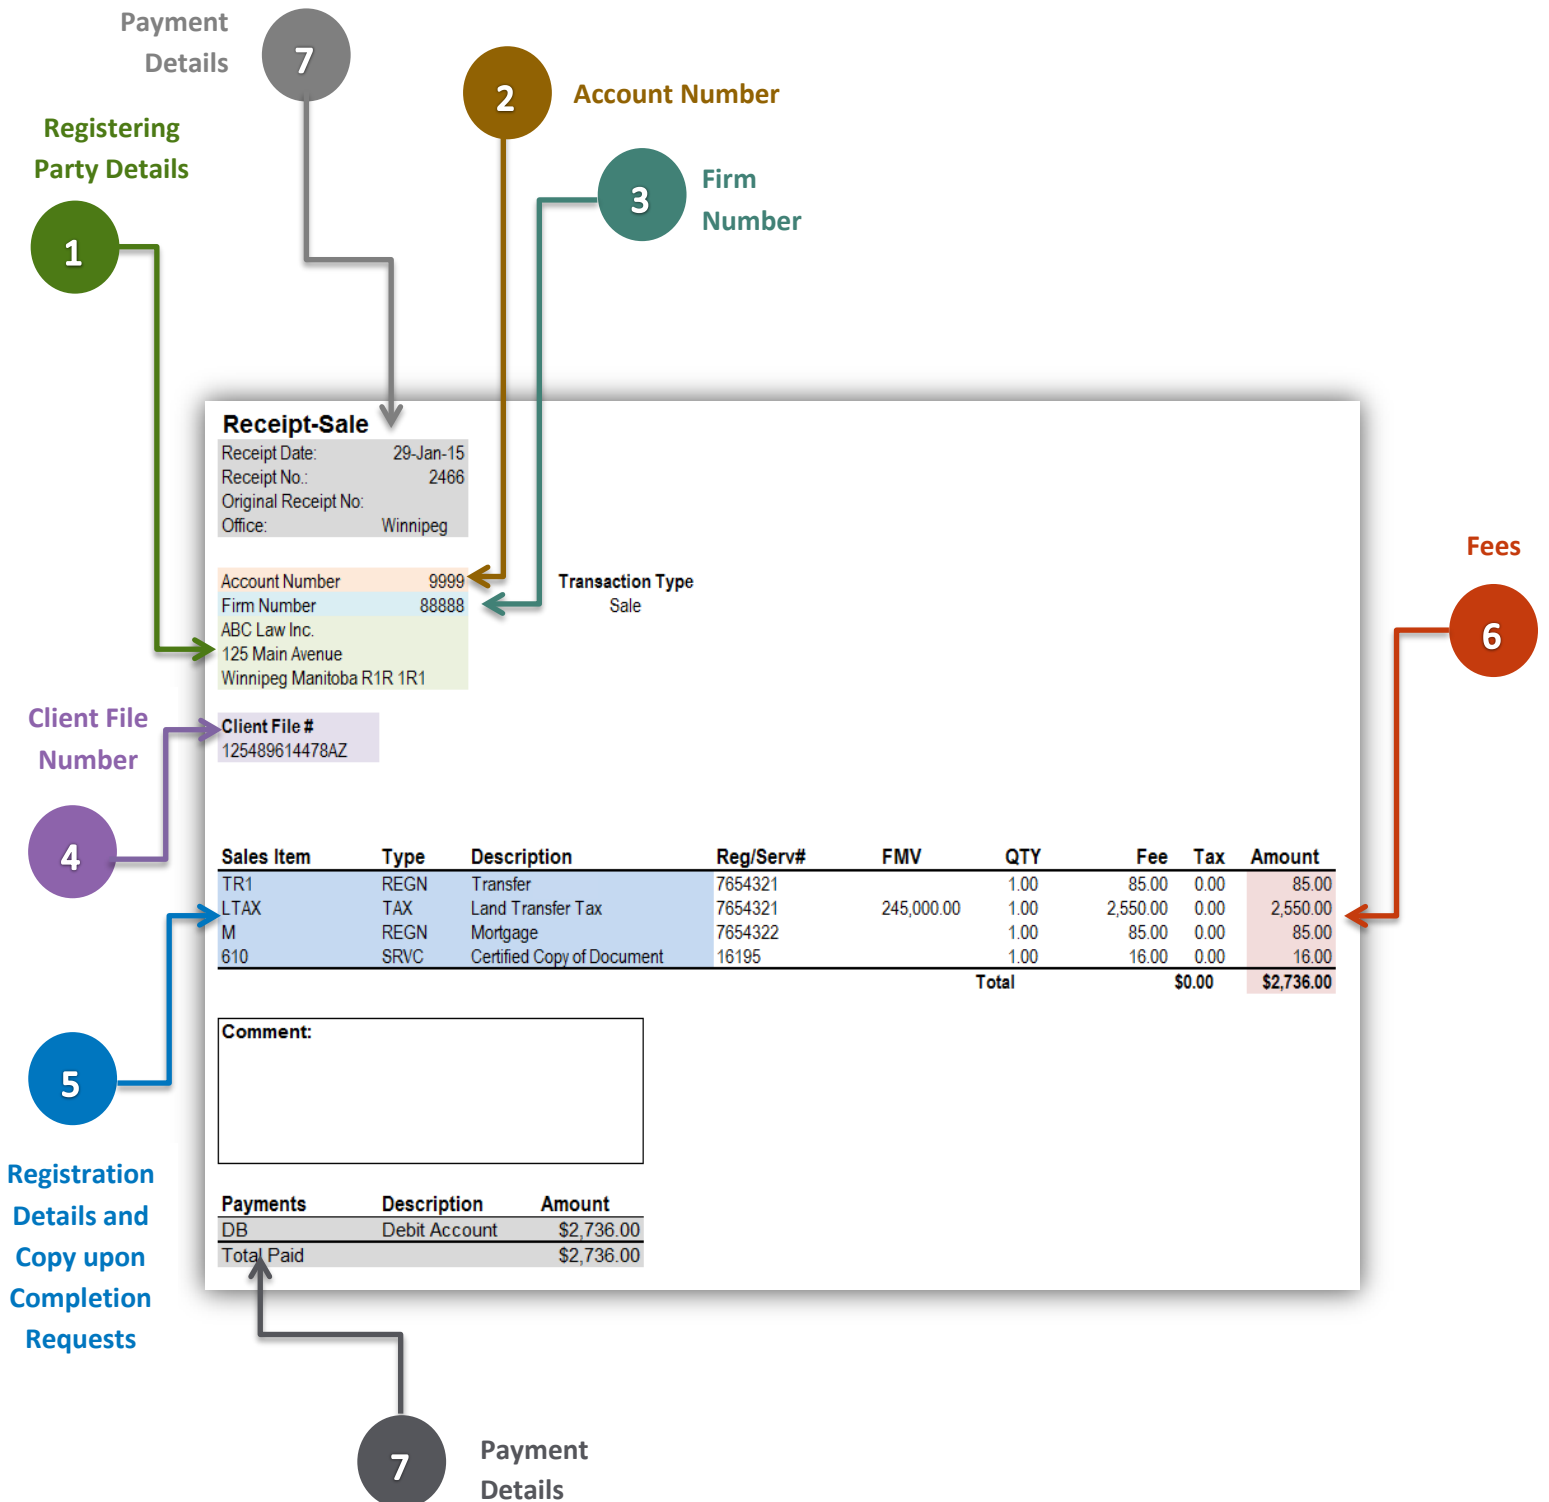 Payment
Details
7
2
Account Number
Registering
Party Details
1
3
Firm
Number
Receipt-Sale
Receipt Date: 29-Jan-15
Receipt No.: 2466
Original Receipt No:
Office: Winnipeg
Account Number 9999
Firm Number 88888
ABC Law Inc.
125 Main Avenue
Winnipeg Manitoba R1R 1R1
Transaction Type
Sale
Fees
6
Client File
Number
4
Client File #
125489614478AZ
Sales Item Type Description Reg/Serv# FMV QTY Fee Tax Amount
TR1 REGN Transfer 7654321 1.00 85.00 0.00 85.00
LTAX TAX Land Transfer Tax 7654321 245,000.00 1.00 2,550.00 0.00 2,550.00
M REGN Mortgage 7654322 1.00 85.00 0.00 85.00
610 SRVC Certified Copy of Document 16195 1.00 16.00 0.00 16.00
Total $0.00 $2,736.00
5
Registration
Details and
Copy upon
Completion
Requests
Comment:
Payments Description Amount
DB Debit Account $2,736.00
Total Paid $2,736.00
7
Payment
Details